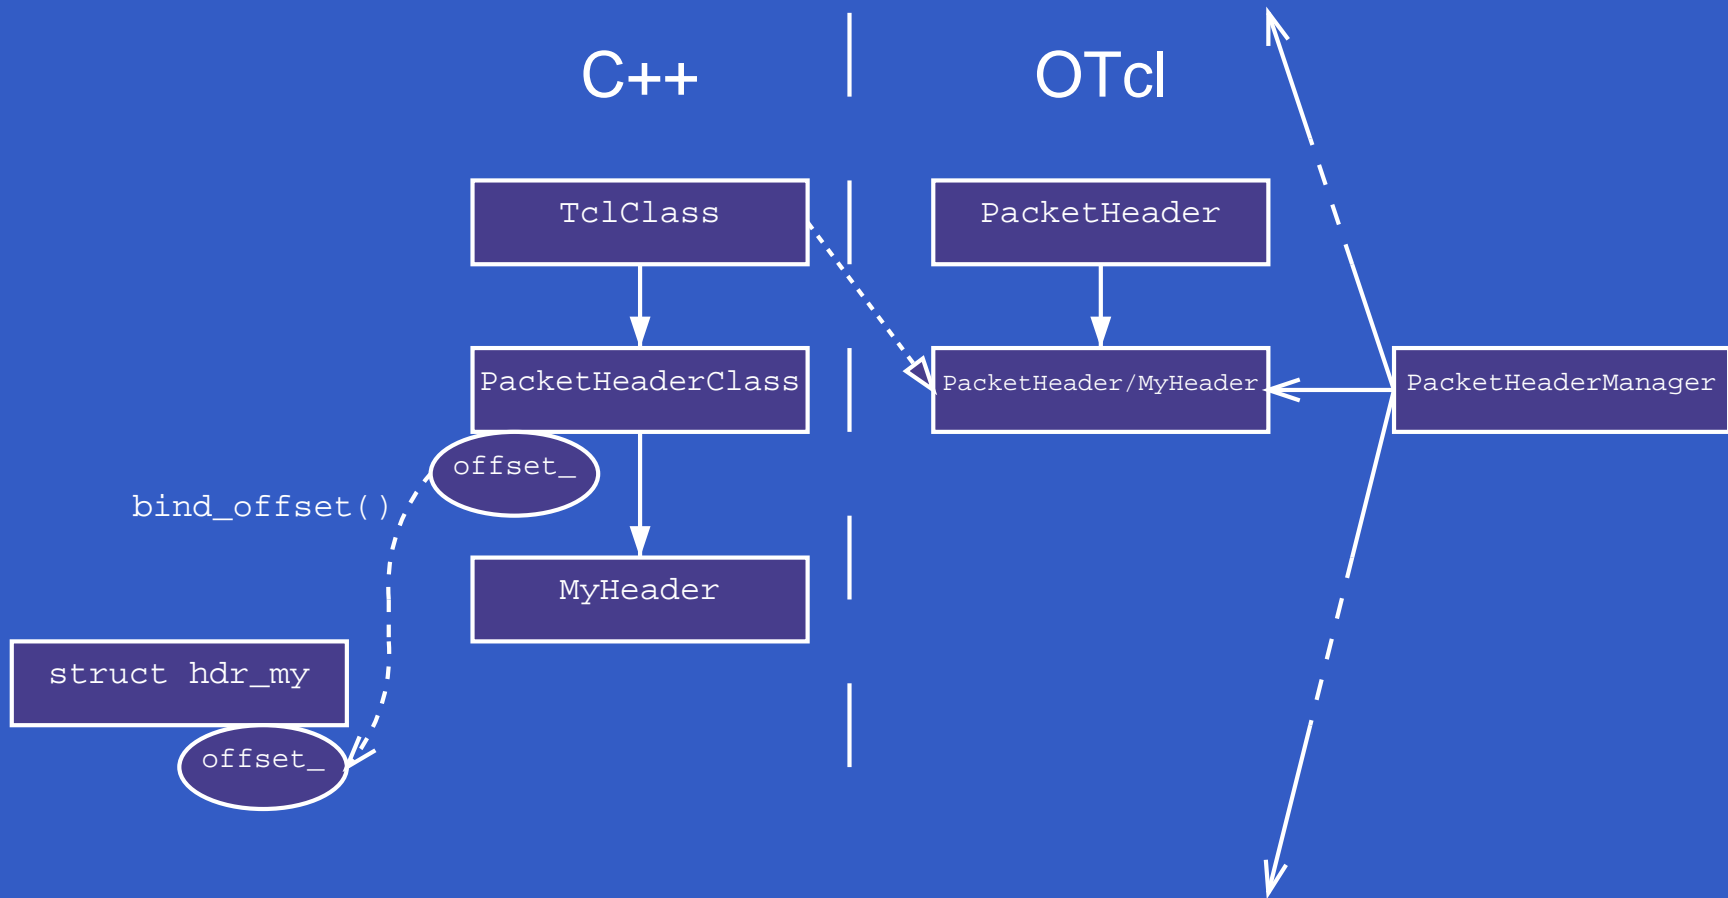 C++
OTcl
TclClass
PacketHeader
PacketHeaderClass
PacketHeader/MyHeader
PacketHeaderManager
offset_
bind_offset()
MyHeader
struct hdr_my
offset_